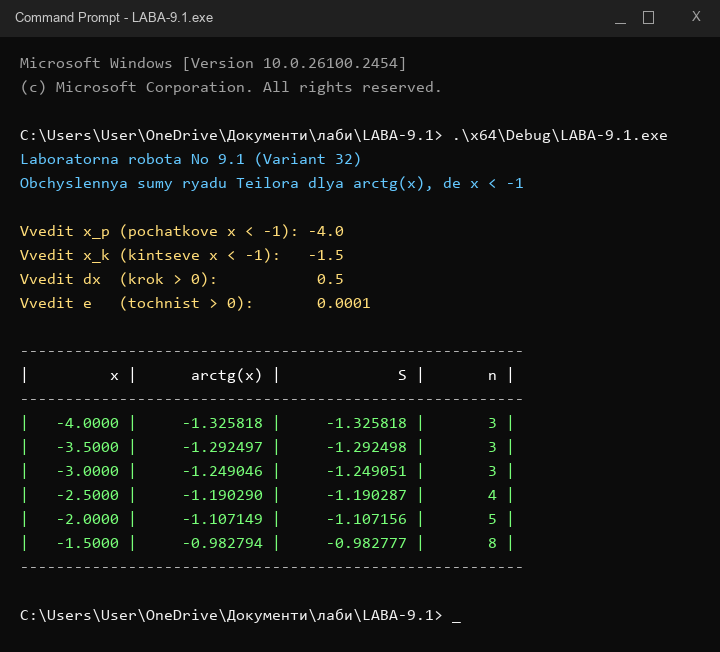 Command Prompt - LABA-9.1.exe
Microsoft Windows [Version 10.0.26100.2454]
(c) Microsoft Corporation. All rights reserved.
C:\Users\User\OneDrive\Документи\лаби\LABA-9.1> .\x64\Debug\LABA-9.1.exe
Laboratorna robota No 9.1 (Variant 32)
Obchyslennya sumy ryadu Teilora dlya arctg(x), de x < -1
Vvedit x_p (pochatkove x < -1): -4.0
Vvedit x_k (kintseve x < -1):   -1.5
Vvedit dx  (krok > 0):           0.5
Vvedit e   (tochnist > 0):       0.0001
--------------------------------------------------------
|         x |      arctg(x) |             S |       n |
--------------------------------------------------------
|   -4.0000 |     -1.325818 |     -1.325818 |       3 |
|   -3.5000 |     -1.292497 |     -1.292498 |       3 |
|   -3.0000 |     -1.249046 |     -1.249051 |       3 |
|   -2.5000 |     -1.190290 |     -1.190287 |       4 |
|   -2.0000 |     -1.107149 |     -1.107156 |       5 |
|   -1.5000 |     -0.982794 |     -0.982777 |       8 |
--------------------------------------------------------
C:\Users\User\OneDrive\Документи\лаби\LABA-9.1> _